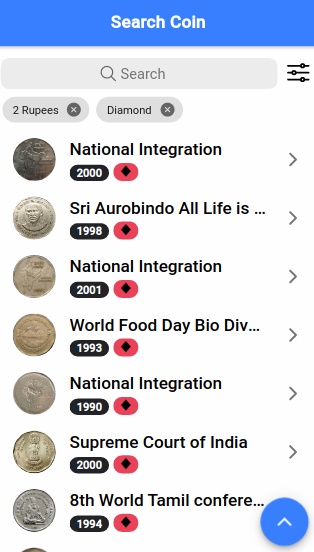 Search Coin
Search
2 Rupees
Diamond
National Integration
2000
Sri Aurobindo All Life is ...
1998
National Integration
2001
World Food Day Bio Div...
1993
National Integration
1990
Supreme Court of India
2000
8th World Tamil confere...
1994